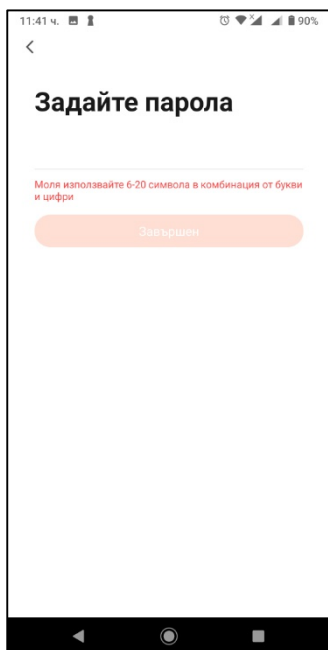 11:41 ч. 90%
Задайте парола
Моля използвайте 6-20 символа в комбинация от букви
и цифри
Завършен